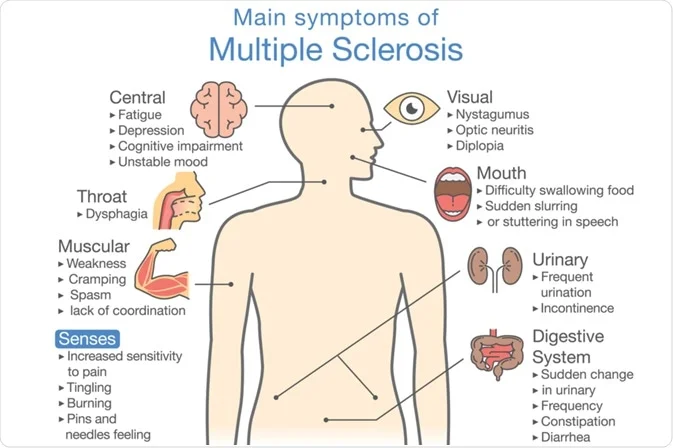 Main symptoms of
Multiple Sclerosis
Central
▸ Fatigue
▸ Depression
▸ Cognitive impairment
▸ Unstable mood
Visual
▸ Nystagumus
▸ Optic neuritis
▸ Diplopia
Throat
▸ Dysphagia
Mouth
▸ Difficulty swallowing food
▸ Sudden slurring
▸ or stuttering in speech
Muscular
▸ Weakness
▸ Cramping
▸ Spasm
▸ lack of coordination
Urinary
▸ Frequent
urination
▸ Incontinence
Senses
▸ Increased sensitivity
to pain
▸ Tingling
▸ Burning
▸ Pins and
needles feeling
Digestive
System
▸ Sudden change
▸ in urinary
▸ Frequency
▸ Constipation
▸ Diarrhea